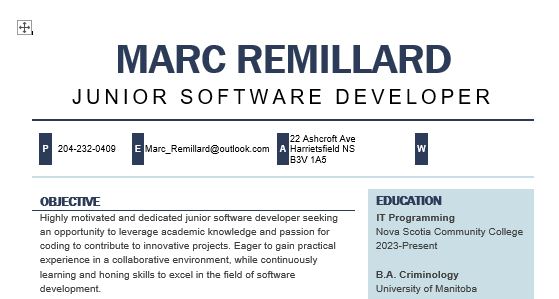 MARC REMILLARD
JUNIOR SOFTWARE DEVELOPER
P 204-232-0409 E Marc_Remillard@outlook.com A 22 Ashcroft Ave
Harrietsfield NS
B3V 1A5
W
OBJECTIVE
Highly motivated and dedicated junior software developer seeking
an opportunity to leverage academic knowledge and passion for
coding to contribute to innovative projects. Eager to gain practical
experience in a collaborative environment, while continuously
learning and honing skills to excel in the field of software
development.
EDUCATION
IT Programming
Nova Scotia Community College
2023-Present
B.A. Criminology
University of Manitoba